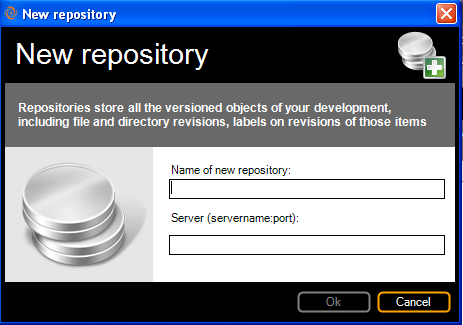 New repository
New repository
Repositories store all the versioned objects of your development,
including file and directory revisions, labels on revisions of those items
Name of new repository:
Server (servername:port):
Ok
Cancel